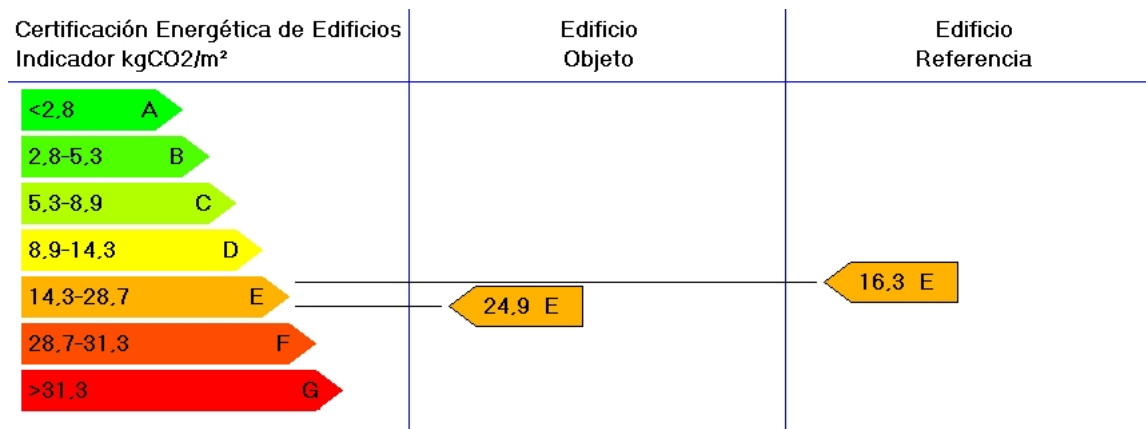 Certificación Energética de Edificios
Indicador kgCO2/m²
Edificio
Objeto
Edificio
Referencia
<2,8 A
2,8-5,3 B
5,3-8,9 C
8,9-14,3 D
14,3-28,7 E
28,7-31,3 F
>31,3 G
24,9 E
16,3 E